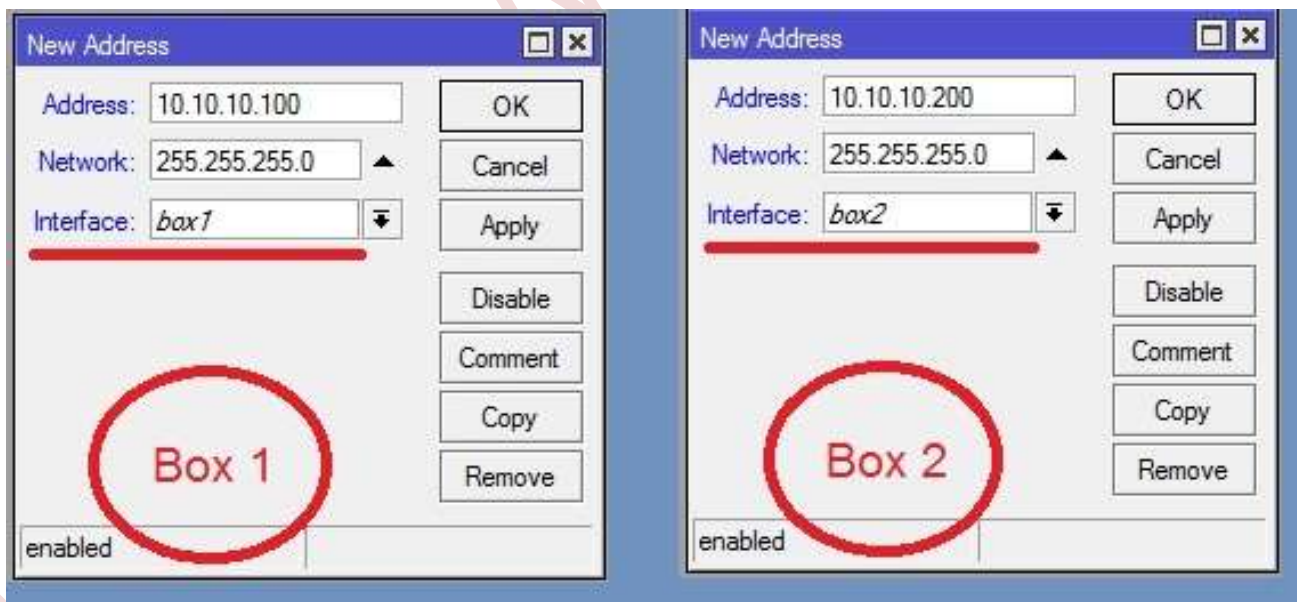 New Address
Address: 10.10.10.100
OK
Network: 255.255.255.0
Cancel
Interface: box1
Apply
Disable
Comment
Copy
Box 1
Remove
enabled
New Address
Address: 10.10.10.200
OK
Network: 255.255.255.0
Cancel
Interface: box2
Apply
Disable
Comment
Copy
Box 2
Remove
enabled